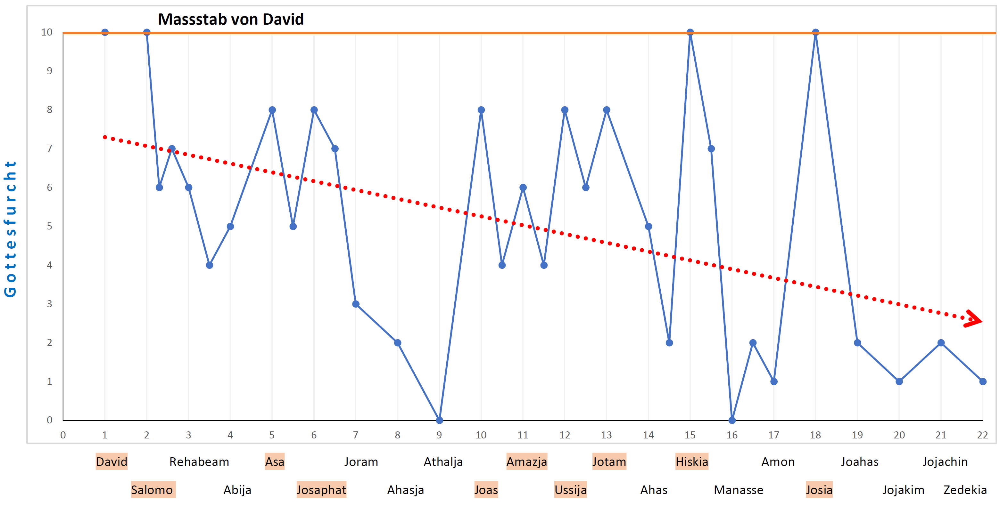 Massstab von David
Gottesfurcht
10
9
8
7
6
5
4
3
2
1
0
0 1 2 3 4 5 6 7 8 9 10 11 12 13 14 15 16 17 18 19 20 21 22
David Rehabeam Asa Joram Athalja Amazja Jotam Hiskia Amon Joahas Jojachin
Salomo Abija Josaphat Ahasja Joas Ussija Ahas Manasse Josia Jojakim Zedekia